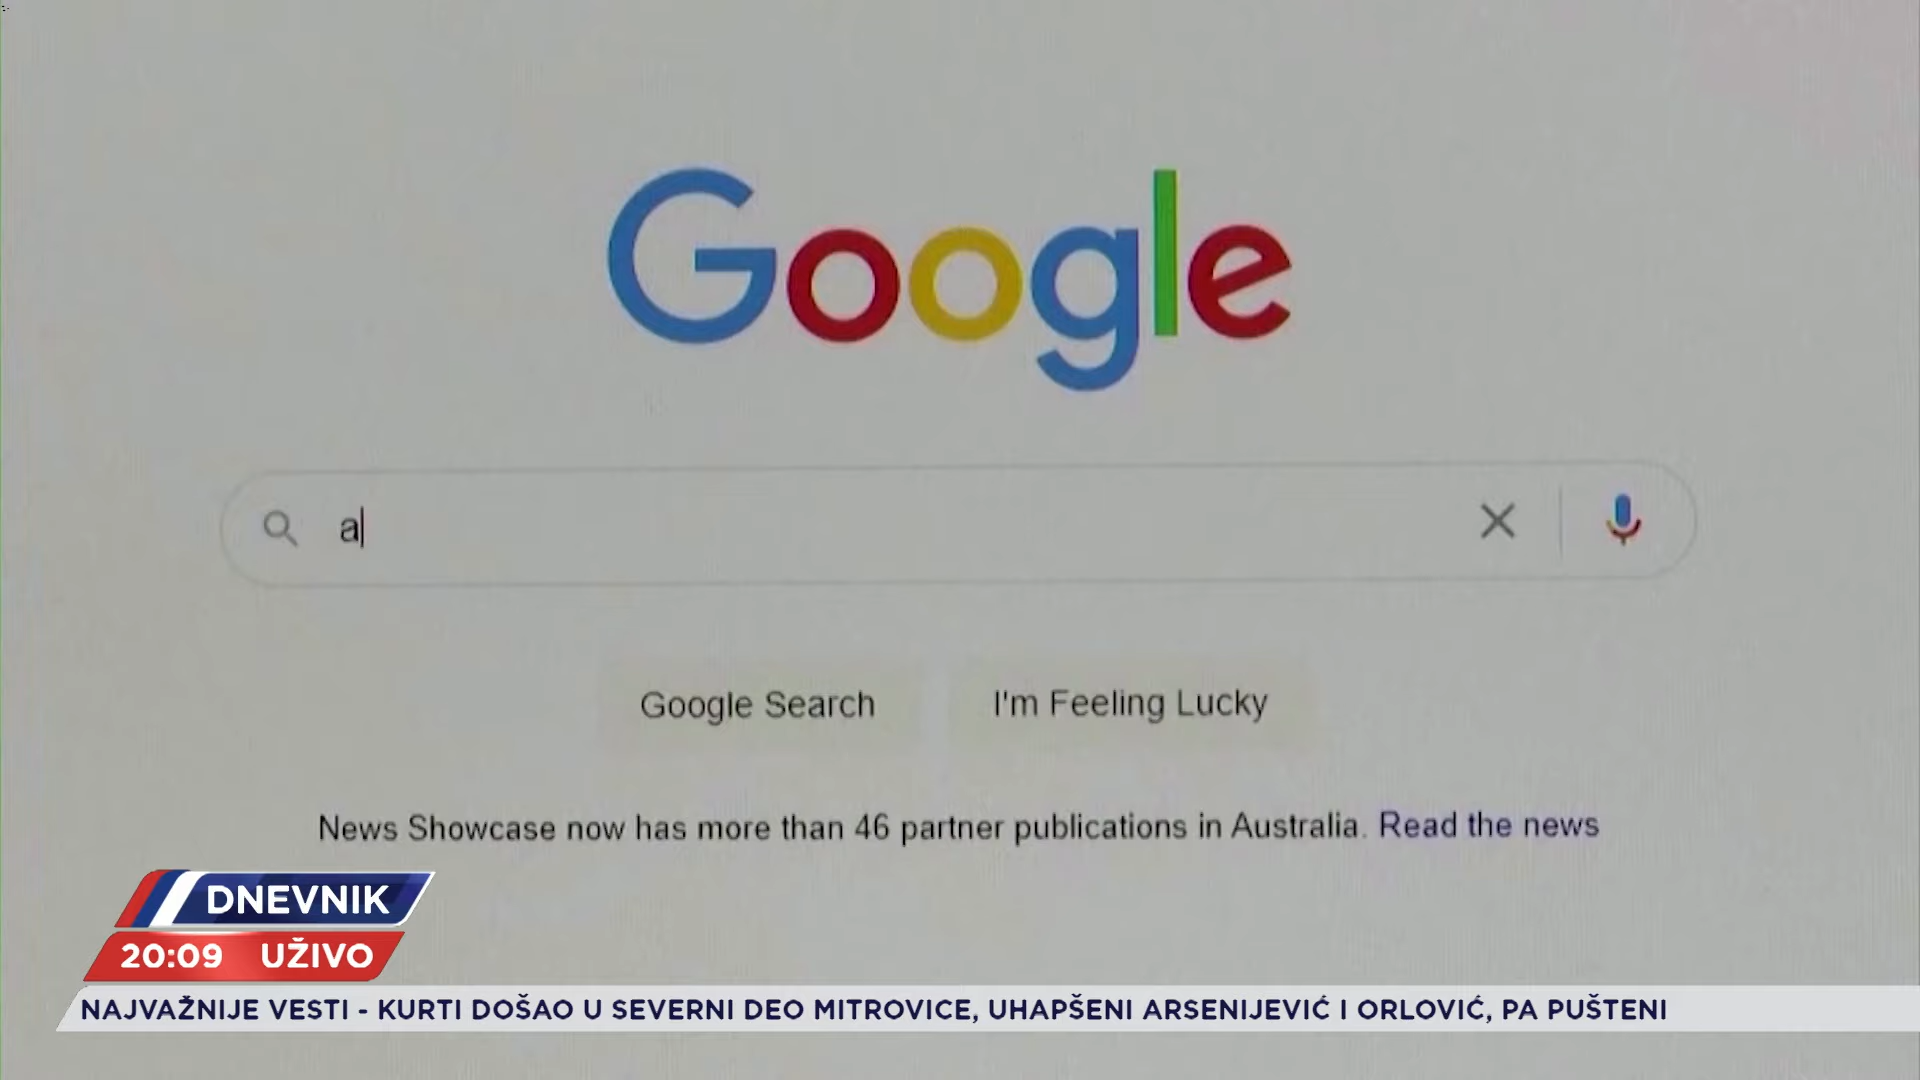 Google
a
Google Search
I'm Feeling Lucky
News Showcase now has more than 46 partner publications in Australia. Read the news
DNEVNIK
20:09 UŽIVO
NAJVAŽNIJE VESTI - KURTI DOŠAO U SEVERNI DEO MITROVICE, UHAPŠENI ARSENIJEVIĆ I ORLOVIĆ, PA PUŠTENI